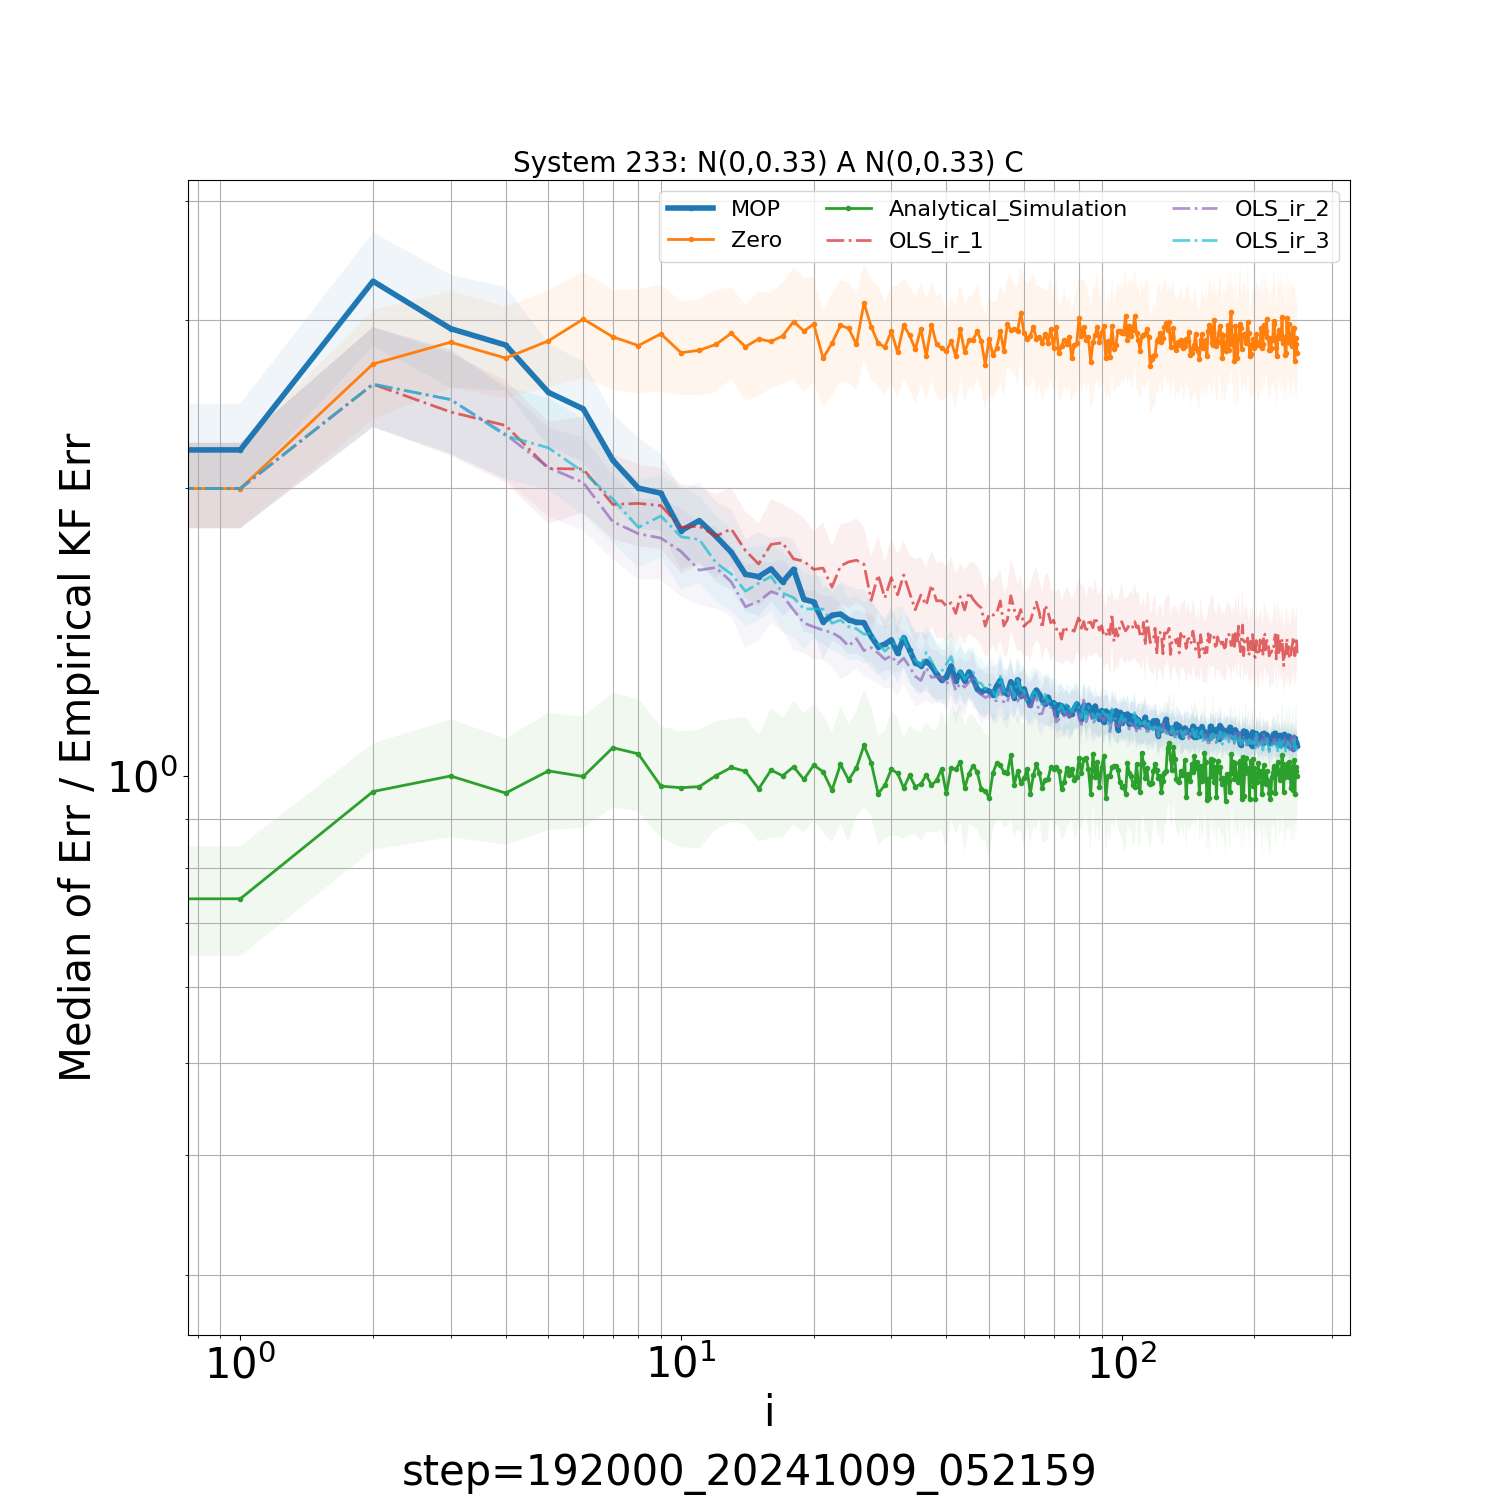 System 233: N(0,0.33) A N(0,0.33) C
MOP
Zero
Analytical_Simulation
OLS_ir_1
OLS_ir_2
OLS_ir_3
Median of Err / Empirical KF Err
10⁰
10⁰
10¹
10²
i
step=192000_20241009_052159